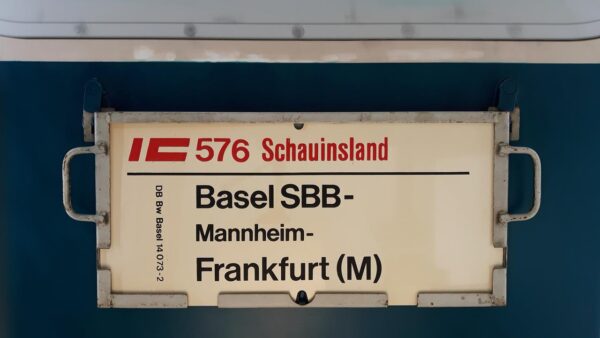 IC 576 Schauinsland
Basel SBB-
Mannheim-
Frankfurt (M)
DB Bw Basel 14 073-2